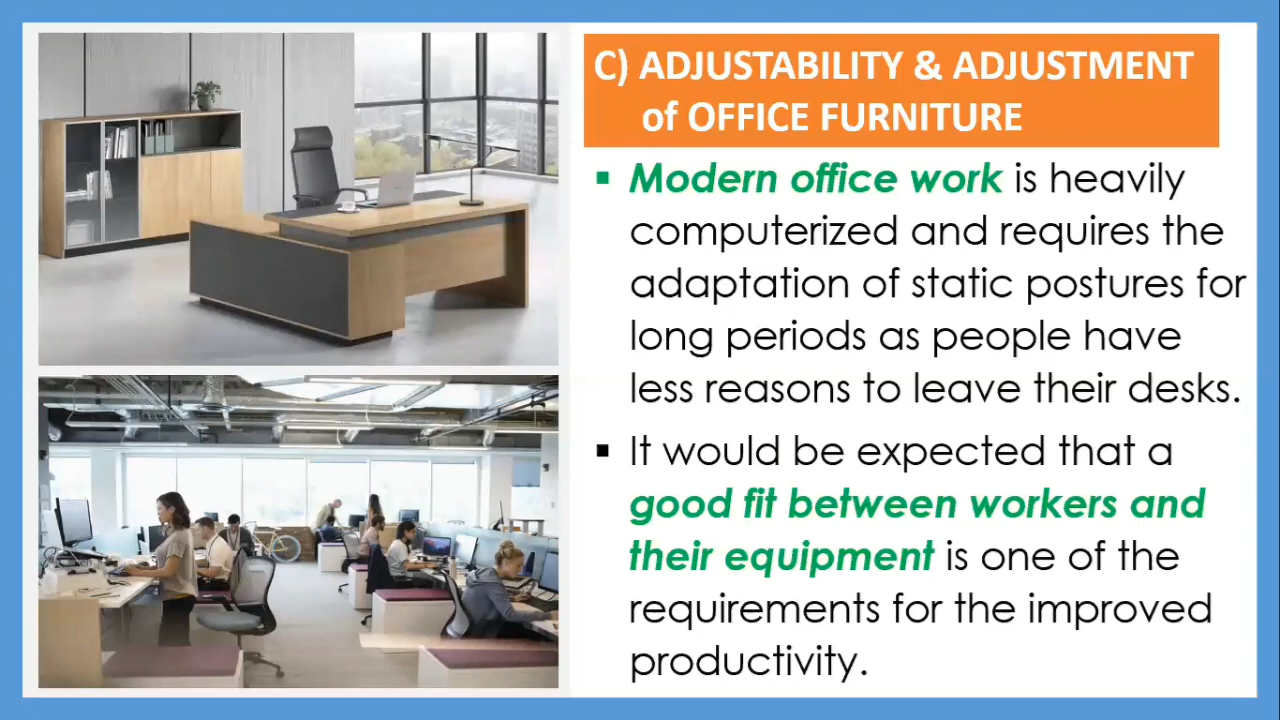 C) ADJUSTABILITY & ADJUSTMENT
of OFFICE FURNITURE
▪ Modern office work is heavily
computerized and requires the
adaptation of static postures for
long periods as people have
less reasons to leave their desks.
▪ It would be expected that a
good fit between workers and
their equipment is one of the
requirements for the improved
productivity.